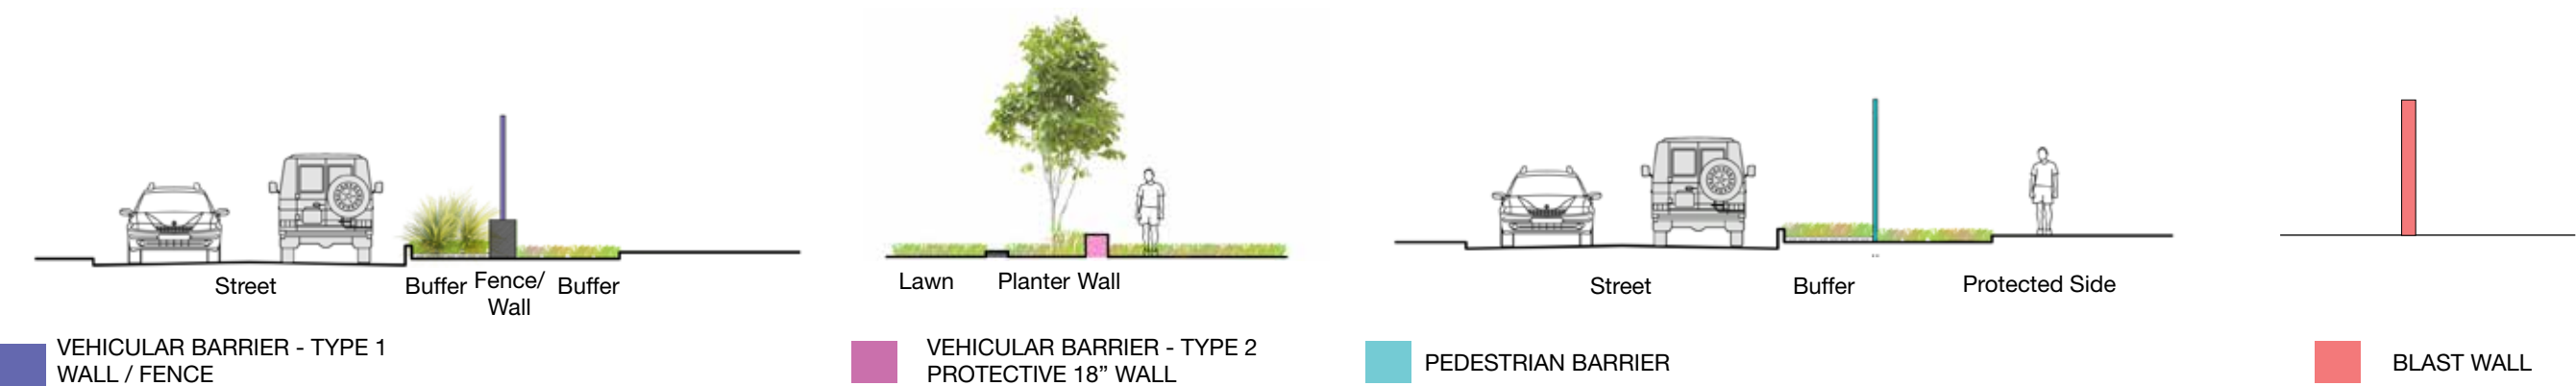 Street
Buffer
Fence/
Wall
Buffer
VEHICULAR BARRIER - TYPE 1
WALL / FENCE
Lawn
Planter Wall
VEHICULAR BARRIER - TYPE 2
PROTECTIVE 18” WALL
Street
Buffer
Protected Side
PEDESTRIAN BARRIER
BLAST WALL